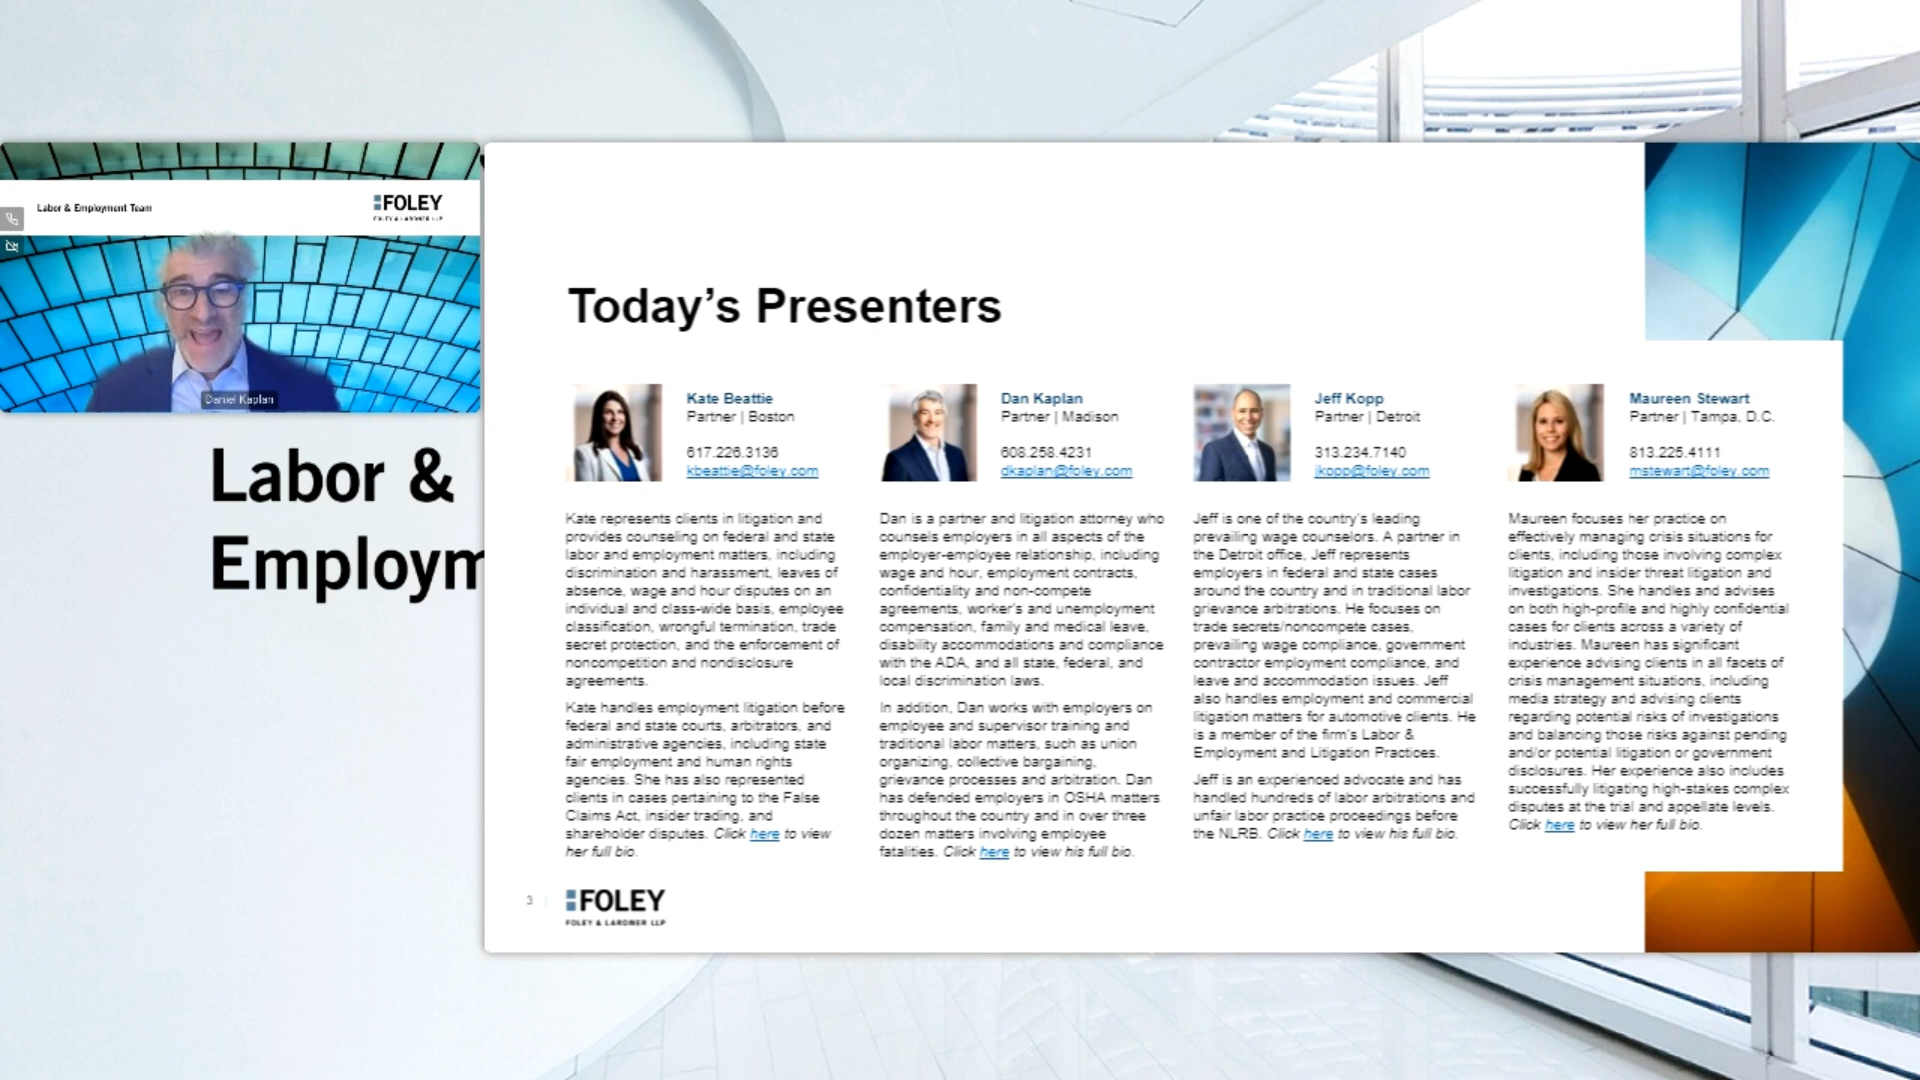 Labor & Employment Team
FOLEY
FOLEY & LARDNER LLP
Daniel Kaplan
Labor &
Employm
Today’s Presenters
Kate Beattie
Partner | Boston
617.226.3136
kbeattie@foley.com
Kate represents clients in litigation and
provides counseling on federal and state
labor and employment matters, including
discrimination and harassment, leaves of
absence, wage and hour disputes on an
individual and class-wide basis, employee
classification, wrongful termination, trade
secret protection, and the enforcement of
noncompetition and nondisclosure
agreements.
Kate handles employment litigation before
federal and state courts, arbitrators, and
administrative agencies, including state
fair employment and human rights
agencies. She has also represented
clients in cases pertaining to the False
Claims Act, insider trading, and
shareholder disputes. Click here to view
her full bio.
Dan Kaplan
Partner | Madison
608.258.4231
dkaplan@foley.com
Dan is a partner and litigation attorney who
counsels employers in all aspects of the
employer-employee relationship, including
wage and hour, employment contracts,
confidentiality and non-compete
agreements, worker’s and unemployment
compensation, family and medical leave,
disability accommodations and compliance
with the ADA, and all state, federal, and
local discrimination laws.
In addition, Dan works with employers on
employee and supervisor training and
traditional labor matters, such as union
organizing, collective bargaining,
grievance processes and arbitration. Dan
has defended employers in OSHA matters
throughout the country and in over three
dozen matters involving employee
fatalities. Click here to view his full bio.
Jeff Kopp
Partner | Detroit
313.234.7140
jkopp@foley.com
Jeff is one of the country’s leading
prevailing wage counselors. A partner in
the Detroit office, Jeff represents
employers in federal and state cases
around the country and in traditional labor
grievance arbitrations. He focuses on
trade secrets/noncompete cases,
prevailing wage compliance, government
contractor employment compliance, and
leave and accommodation issues. Jeff
also handles employment and commercial
litigation matters for automotive clients. He
is a member of the firm’s Labor &
Employment and Litigation Practices.
Jeff is an experienced advocate and has
handled hundreds of labor arbitrations and
unfair labor practice proceedings before
the NLRB. Click here to view his full bio.
Maureen Stewart
Partner | Tampa, D.C.
813.225.4111
mstewart@foley.com
Maureen focuses her practice on
effectively managing crisis situations for
clients, including those involving complex
litigation and insider threat litigation and
investigations. She handles and advises
on both high-profile and highly confidential
cases for clients across a variety of
industries. Maureen has significant
experience advising clients in all facets of
crisis management situations, including
media strategy and advising clients
regarding potential risks of investigations
and balancing those risks against pending
and/or potential litigation or government
disclosures. Her experience also includes
successfully litigating high-stakes complex
disputes at the trial and appellate levels.
Click here to view her full bio.
3
FOLEY
FOLEY & LARDNER LLP